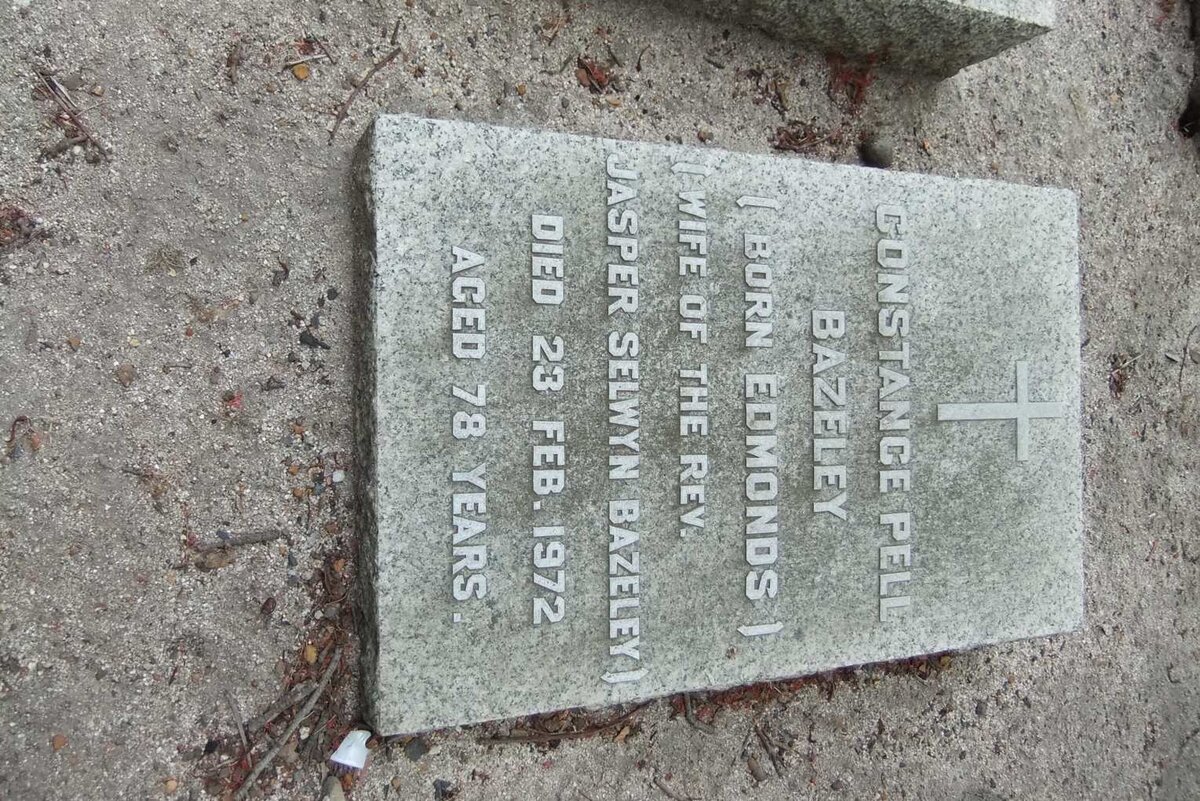 CONSTANCE PELL
BAZELEY
( BORN EDMONDS )
( WIFE OF THE REV.
JASPER SELWYN BAZELEY )
DIED 23 FEB. 1972
AGED 78 YEARS.